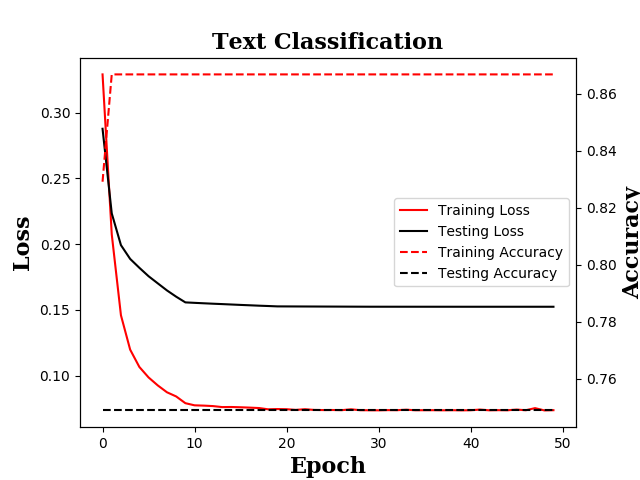 Text Classification
Loss
0.30
0.25
0.20
0.15
0.10
0.86
0.84
0.82
0.80
0.78
0.76
Accuracy
Training Loss
Testing Loss
Training Accuracy
Testing Accuracy
0 10 20 30 40 50
Epoch